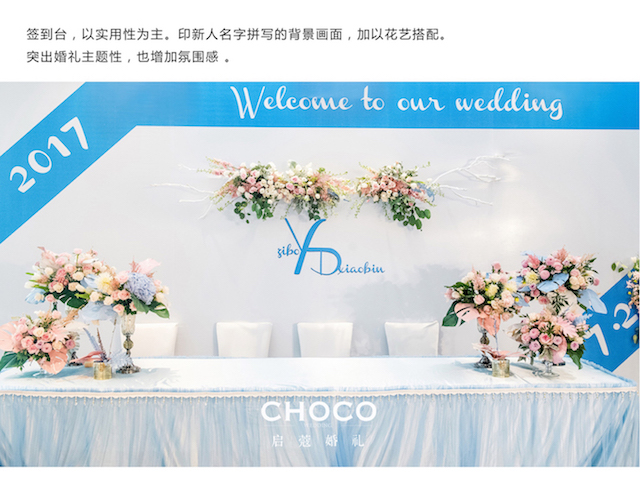 签到台，以实用性为主。印新人名字拼写的背景画面，加以花艺搭配。
突出婚礼主题性，也增加氛围感 。
Welcome to our wedding
2017
YD
zibo
xiaobin
7.2
CHOCO
启蔻婚礼